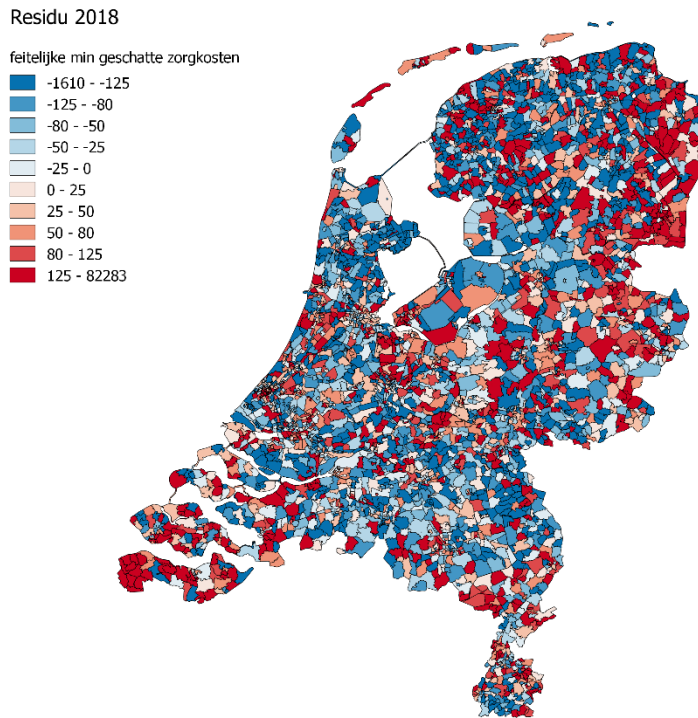 Residu 2018
feitelijke min geschatte zorgkosten
-1610 - -125
-125 - -80
-80 - -50
-50 - -25
-25 - 0
0 - 25
25 - 50
50 - 80
80 - 125
125 - 82283